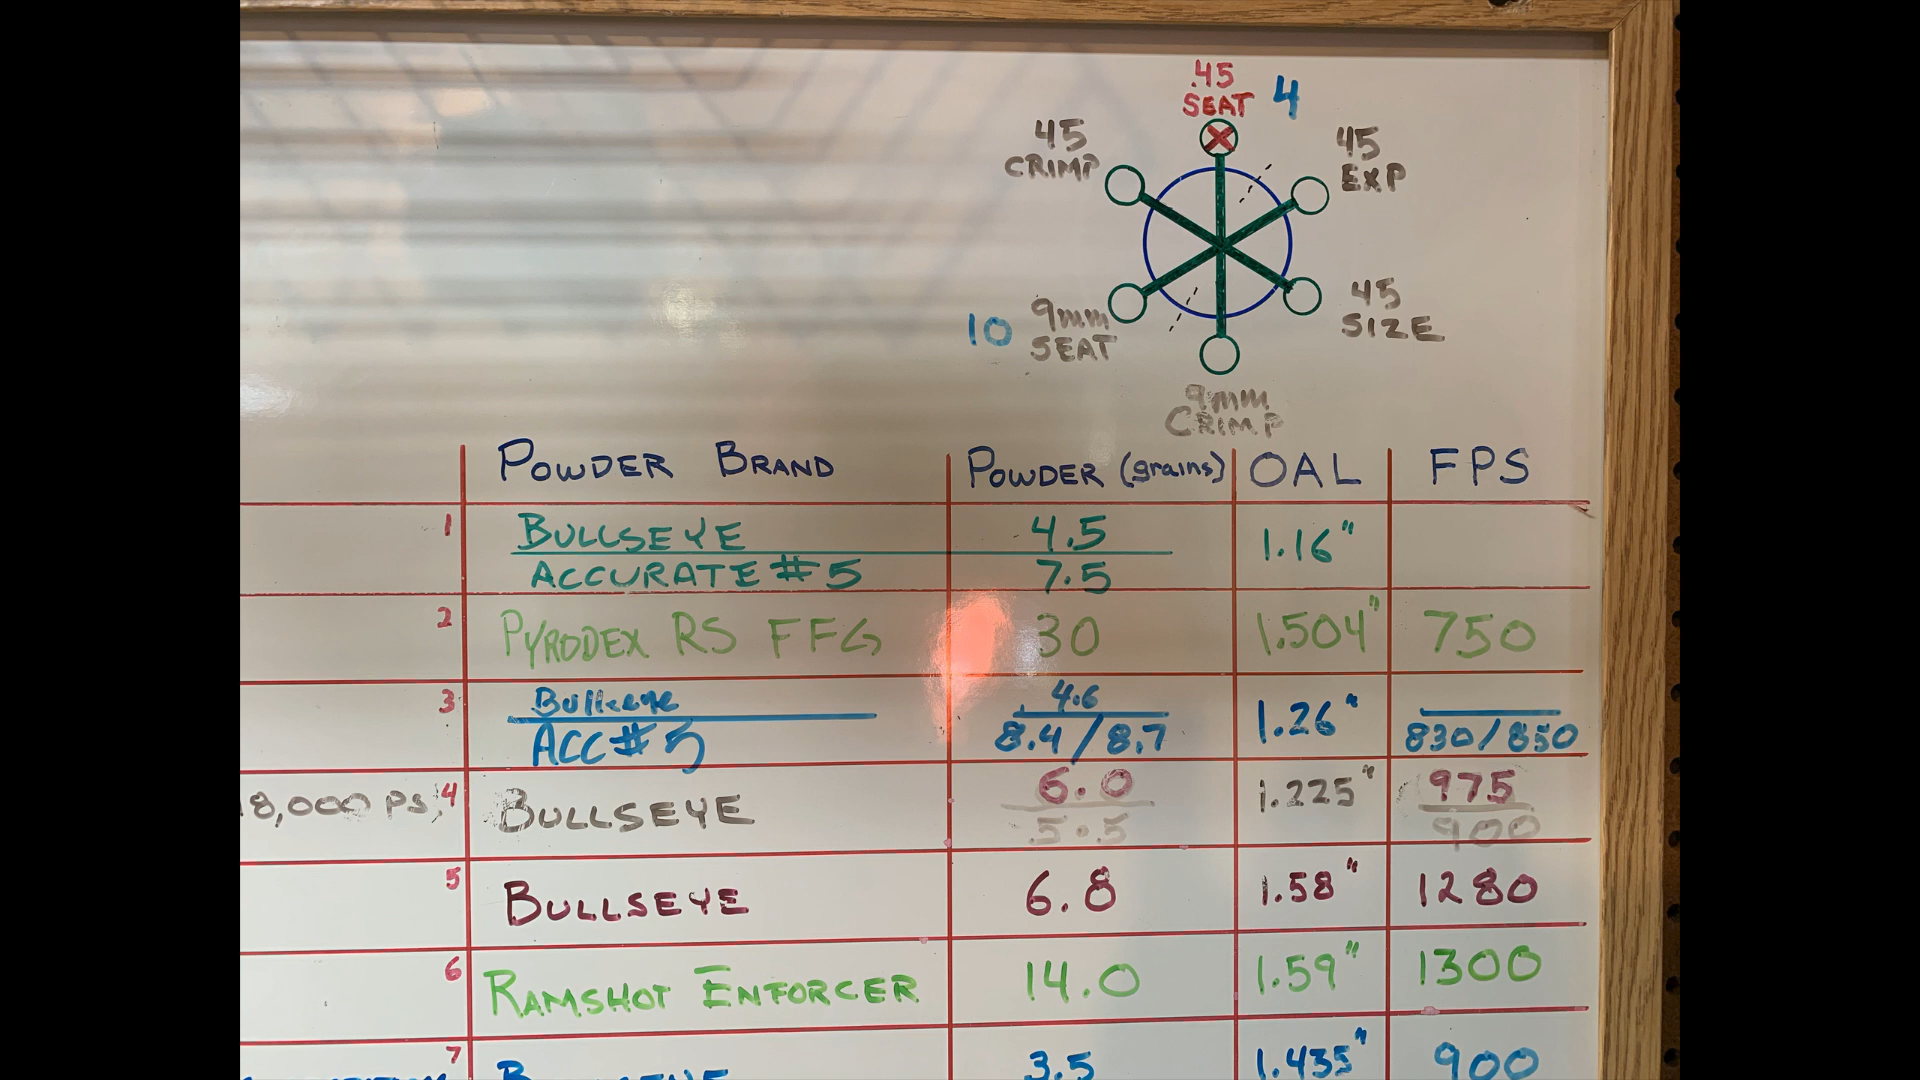 .45
SEAT 4
45
CRIMP
45
EXP
10 9mm
SEAT
45
SIZE
9mm
CRIMP
POWDER BRAND POWDER (grains) OAL FPS
1 BULLSEYE 4.5 1.16"
ACCURATE #5 7.5
2 PYRODEX RS FFG 30 1.504" 750
3 Bullseye 4.6 1.26"
ACC #5 8.4/8.7 830/850
8,000 PSI 4 BULLSEYE 6.0 1.225" 975
5.5 900
5 BULLSEYE 6.8 1.58" 1280
6 RAMSHOT ENFORCER 14.0 1.59" 1300
7 3.5 1.435" 900